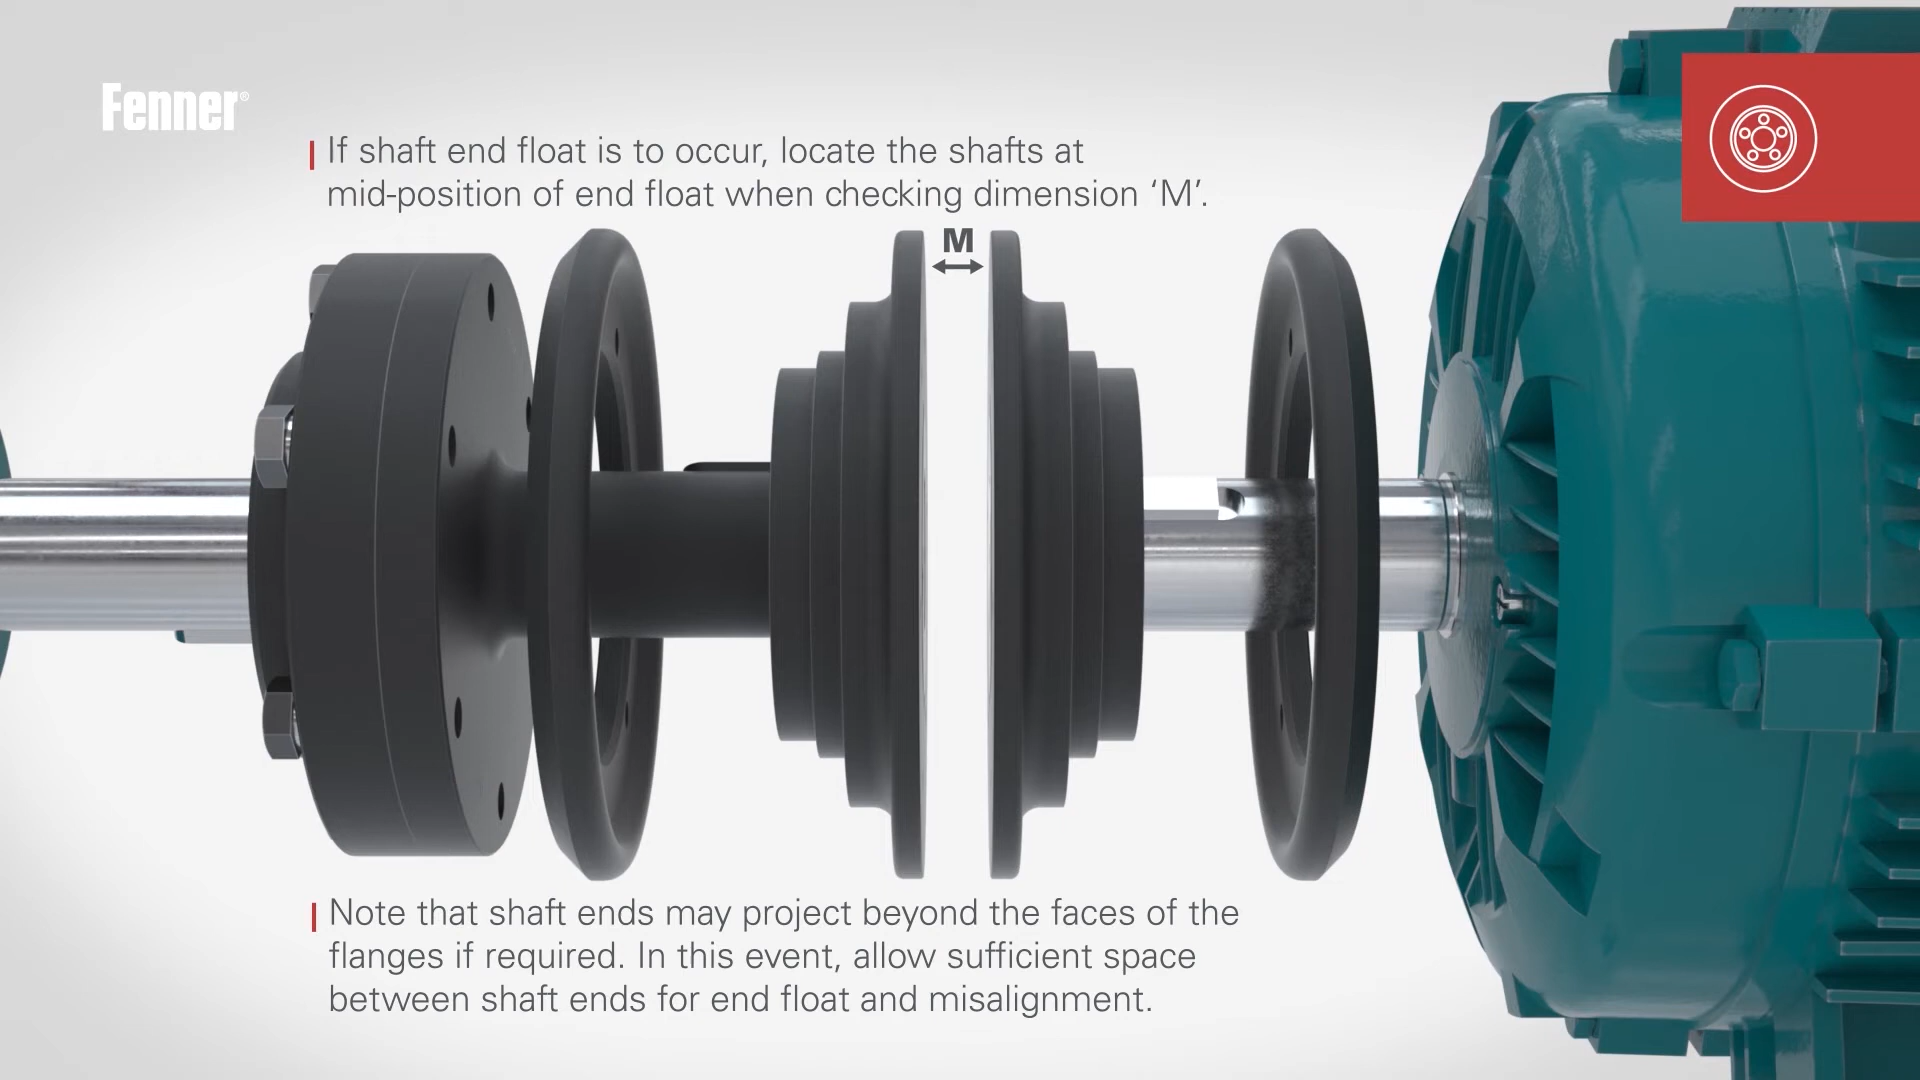 Fenner®
If shaft end float is to occur, locate the shafts at
mid-position of end float when checking dimension ‘M’.
M
Note that shaft ends may project beyond the faces of the
flanges if required. In this event, allow sufficient space
between shaft ends for end float and misalignment.